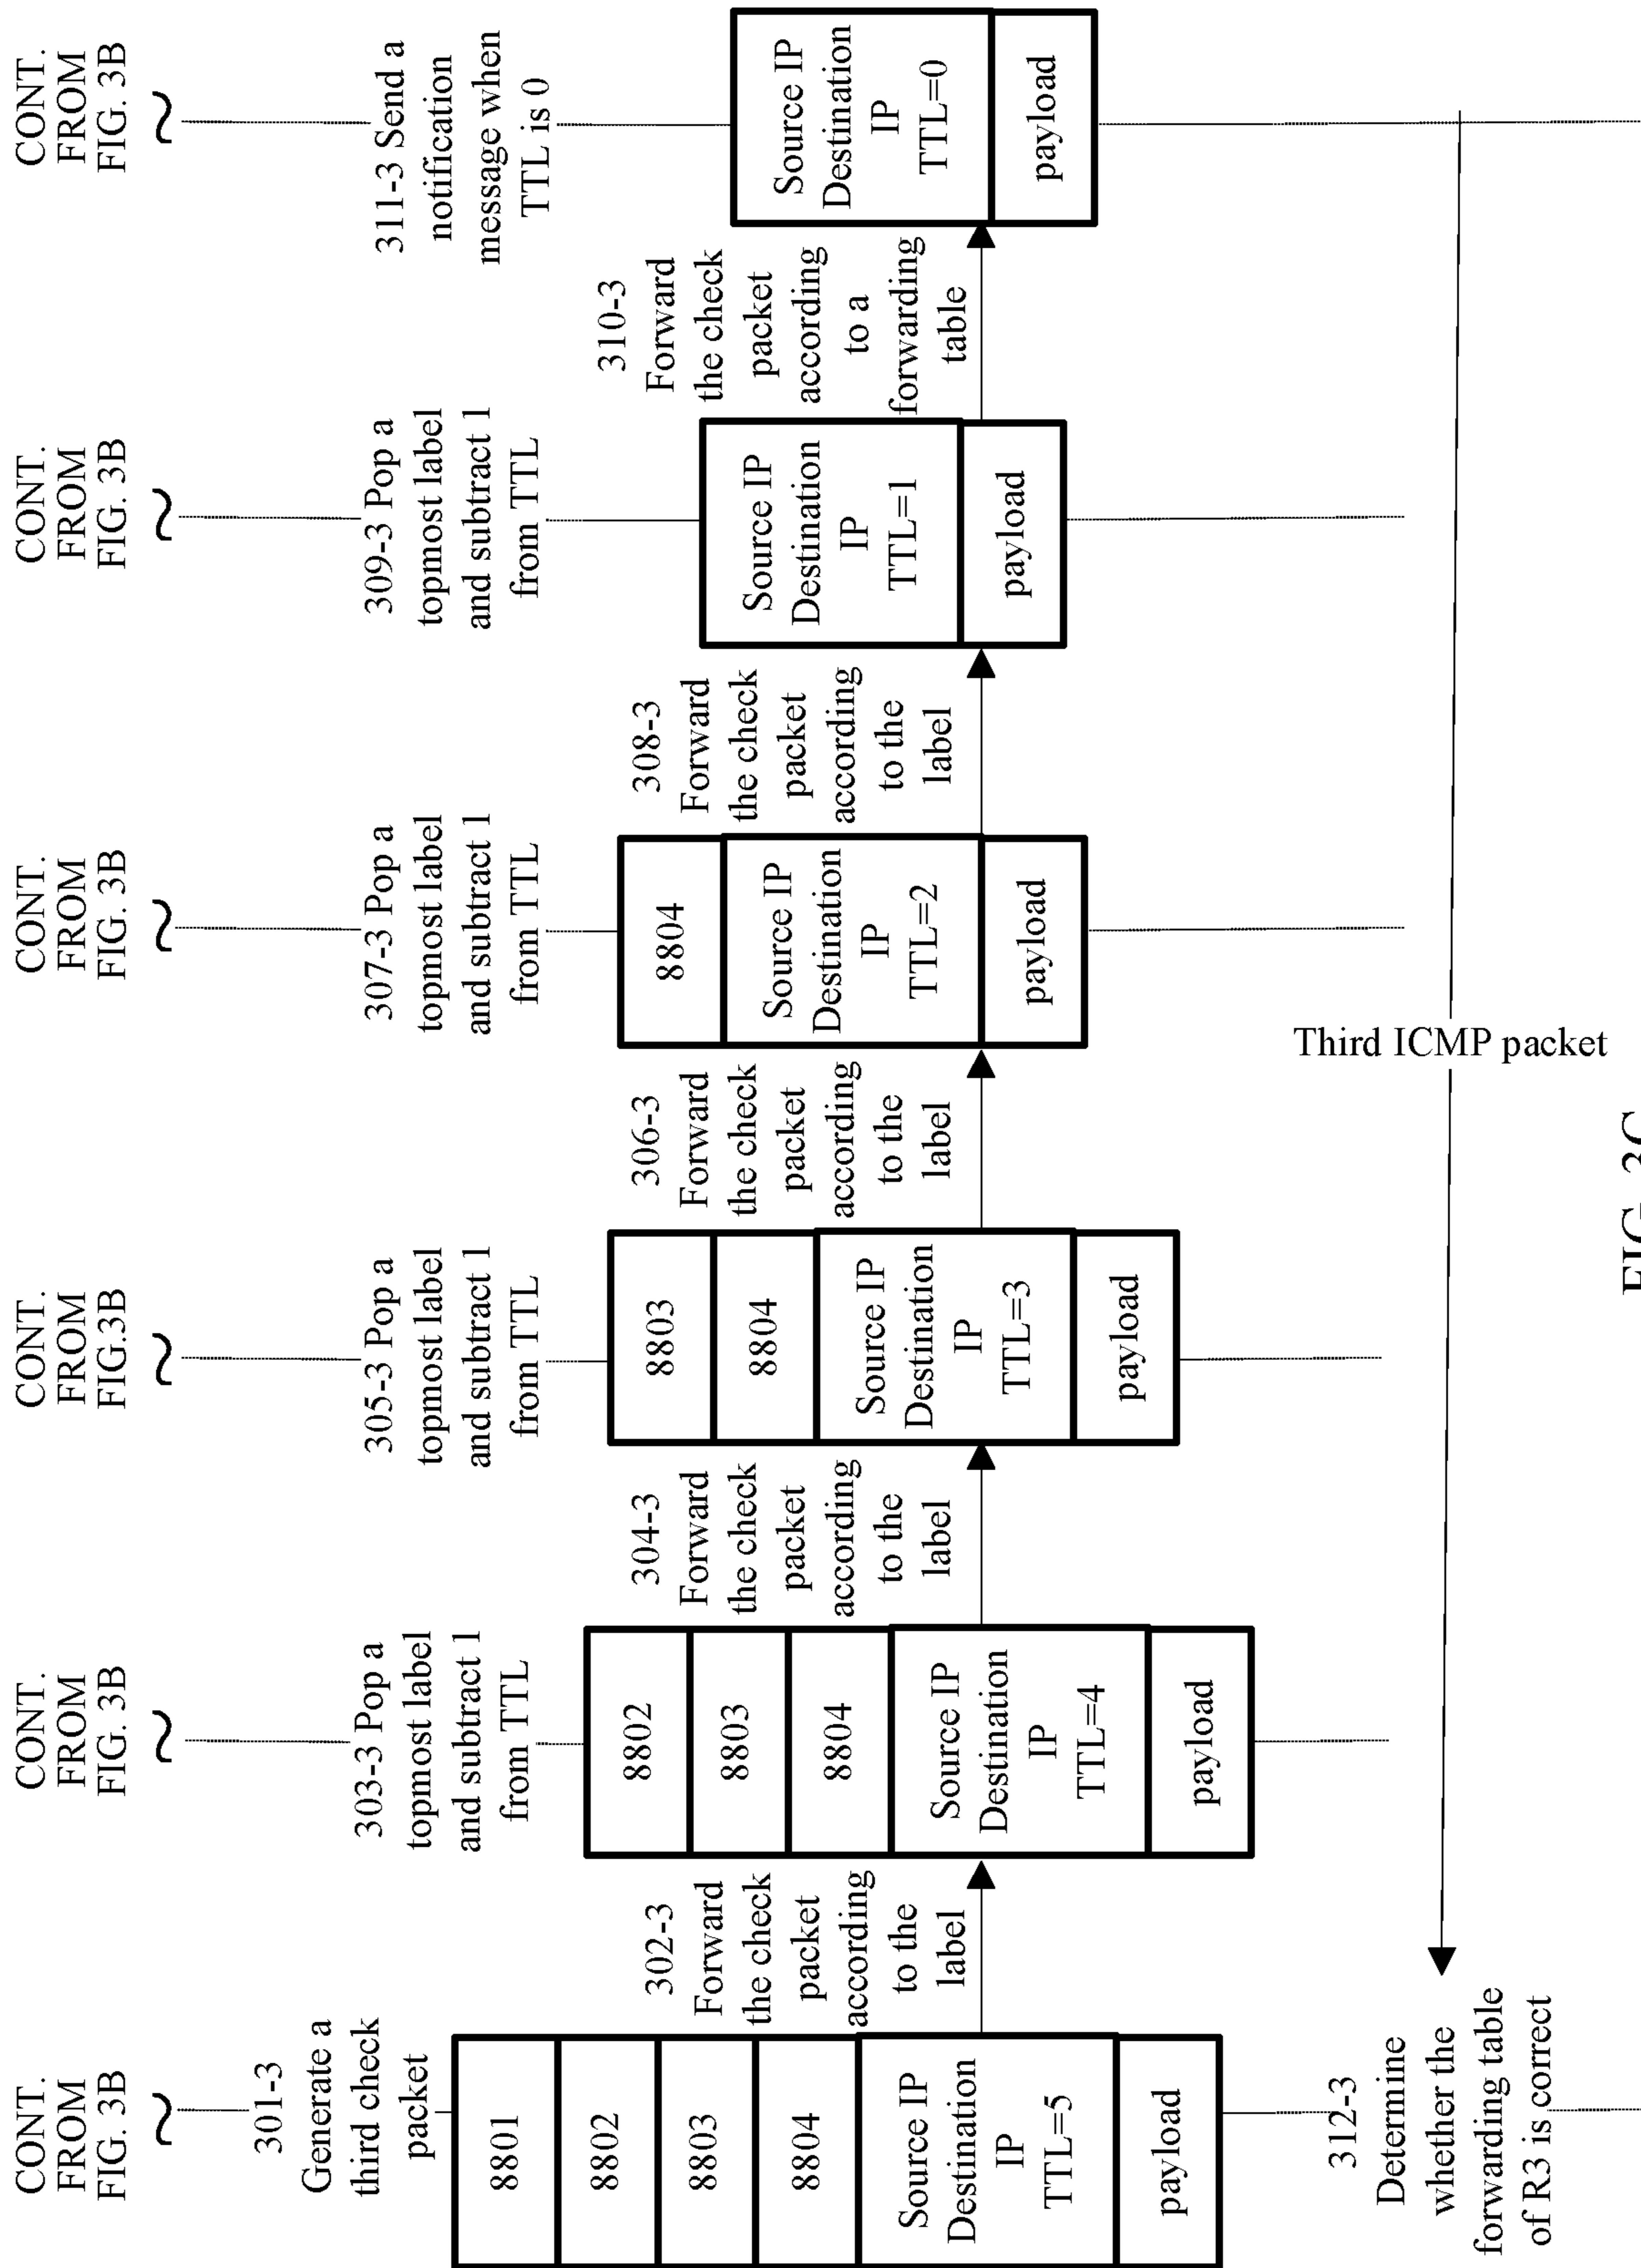 CONT.
FROM
FIG. 3B
301-3
Generate a
third check
packet
8801
8802
8803
8804
Source IP
Destination
IP
TTL=5
payload
312-3
Determine
whether the
forwarding table
of R3 is correct
302-3
Forward
the check
packet
according
to the
label
CONT.
FROM
FIG. 3B
303-3 Pop a
topmost label
and subtract 1
from TTL
8802
8803
8804
Source IP
Destination
IP
TTL=4
payload
304-3
Forward
the check
packet
according
to the
label
CONT.
FROM
FIG.3B
305-3 Pop a
topmost label
and subtract 1
from TTL
8803
8804
Source IP
Destination
IP
TTL=3
payload
306-3
Forward
the check
packet
according
to the
label
CONT.
FROM
FIG. 3B
307-3 Pop a
topmost label
and subtract 1
from TTL
8804
Source IP
Destination
IP
TTL=2
payload
308-3
Forward
the check
packet
according
to the
label
CONT.
FROM
FIG. 3B
309-3 Pop a
topmost label
and subtract 1
from TTL
Source IP
Destination
IP
TTL=1
payload
310-3
Forward
the check
packet
according
to a
forwarding
table
CONT.
FROM
FIG. 3B
311-3 Send a
notification
message when
TTL is 0
Source IP
Destination
IP
TTL=0
payload
Third ICMP packet
FIG. 3C